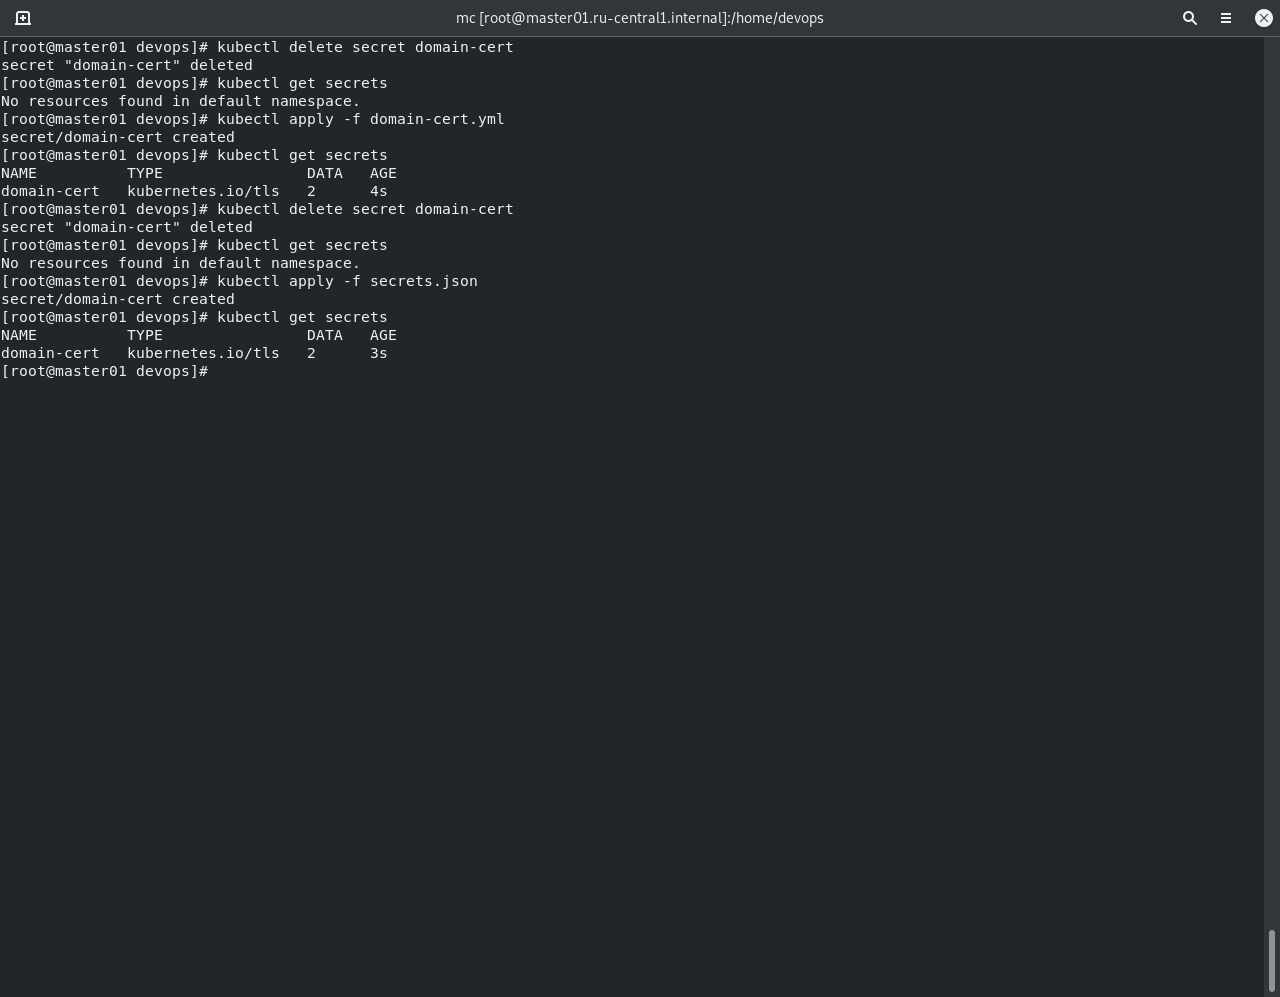 mc [root@master01.ru-central1.internal]:/home/devops
[root@master01 devops]# kubectl delete secret domain-cert
secret "domain-cert" deleted
[root@master01 devops]# kubectl get secrets
No resources found in default namespace.
[root@master01 devops]# kubectl apply -f domain-cert.yml
secret/domain-cert created
[root@master01 devops]# kubectl get secrets
NAME          TYPE                DATA   AGE
domain-cert   kubernetes.io/tls   2      4s
[root@master01 devops]# kubectl delete secret domain-cert
secret "domain-cert" deleted
[root@master01 devops]# kubectl get secrets
No resources found in default namespace.
[root@master01 devops]# kubectl apply -f secrets.json
secret/domain-cert created
[root@master01 devops]# kubectl get secrets
NAME          TYPE                DATA   AGE
domain-cert   kubernetes.io/tls   2      3s
[root@master01 devops]#